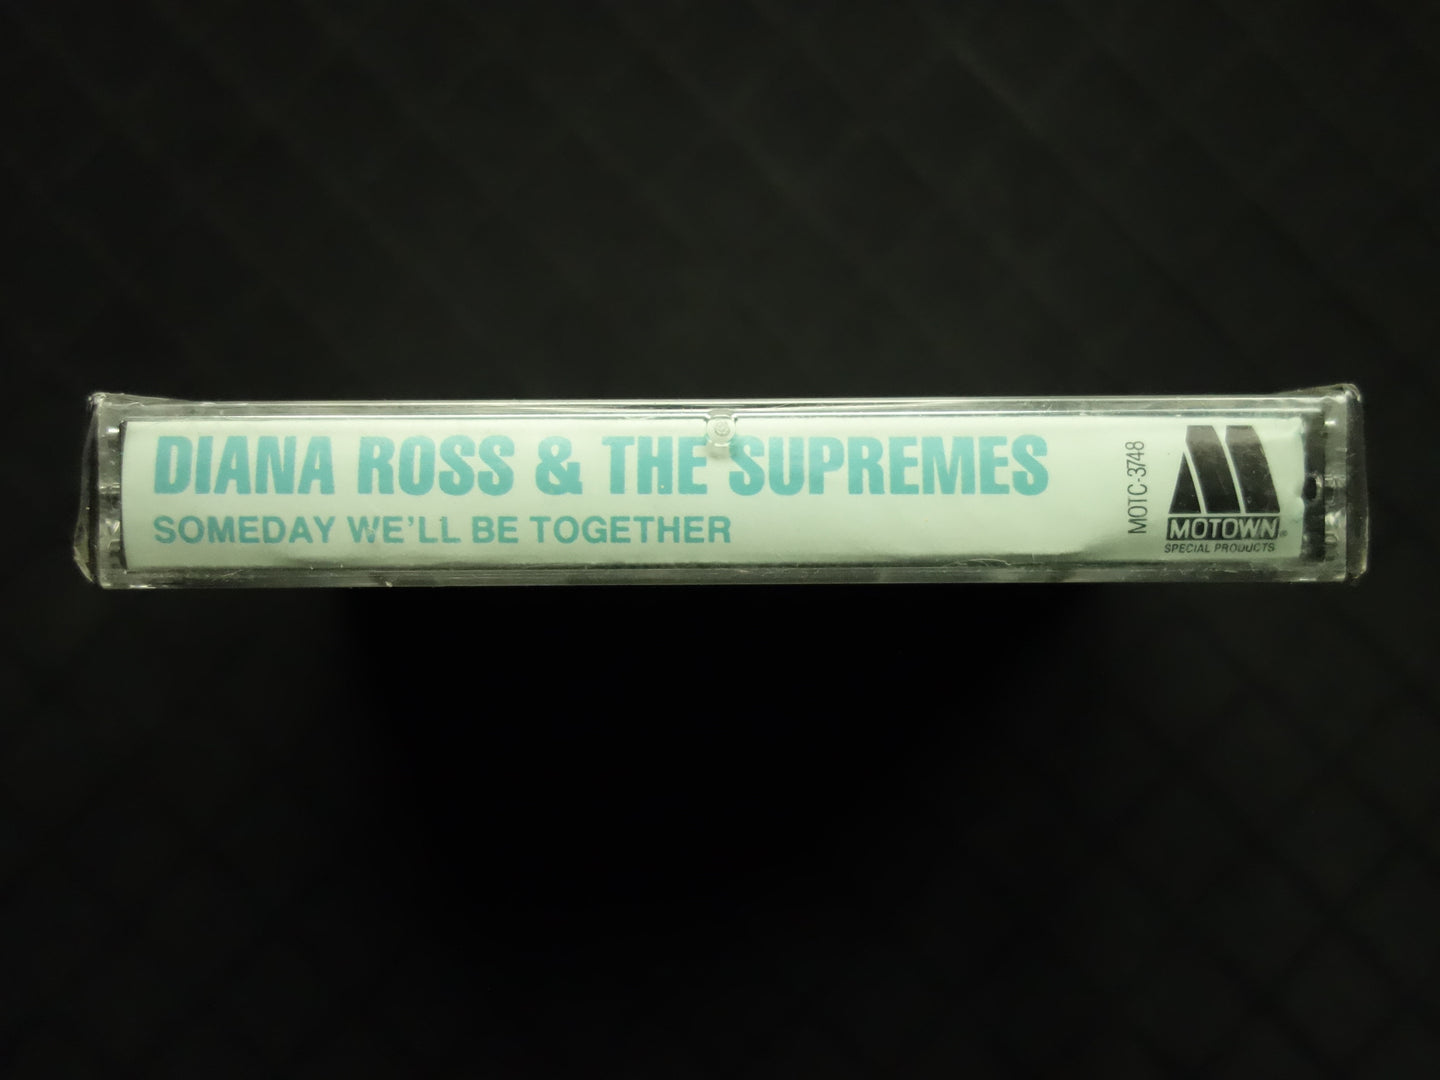 DIANA ROSS & THE SUPREMES
SOMEDAY WE'LL BE TOGETHER
MOTC-3748
MOTOWN®
SPECIAL PRODUCTS